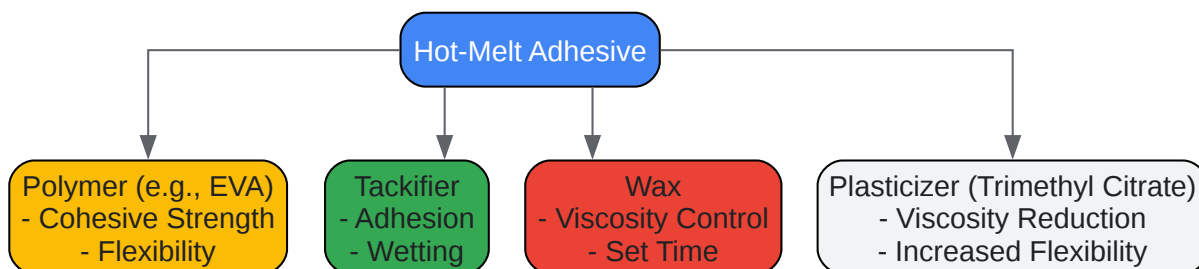 Hot-Melt Adhesive
Polymer (e.g., EVA)
- Cohesive Strength
- Flexibility
Tackifier
- Adhesion
- Wetting
Wax
- Viscosity Control
- Set Time
Plasticizer (Trimethyl Citrate)
- Viscosity Reduction
- Increased Flexibility